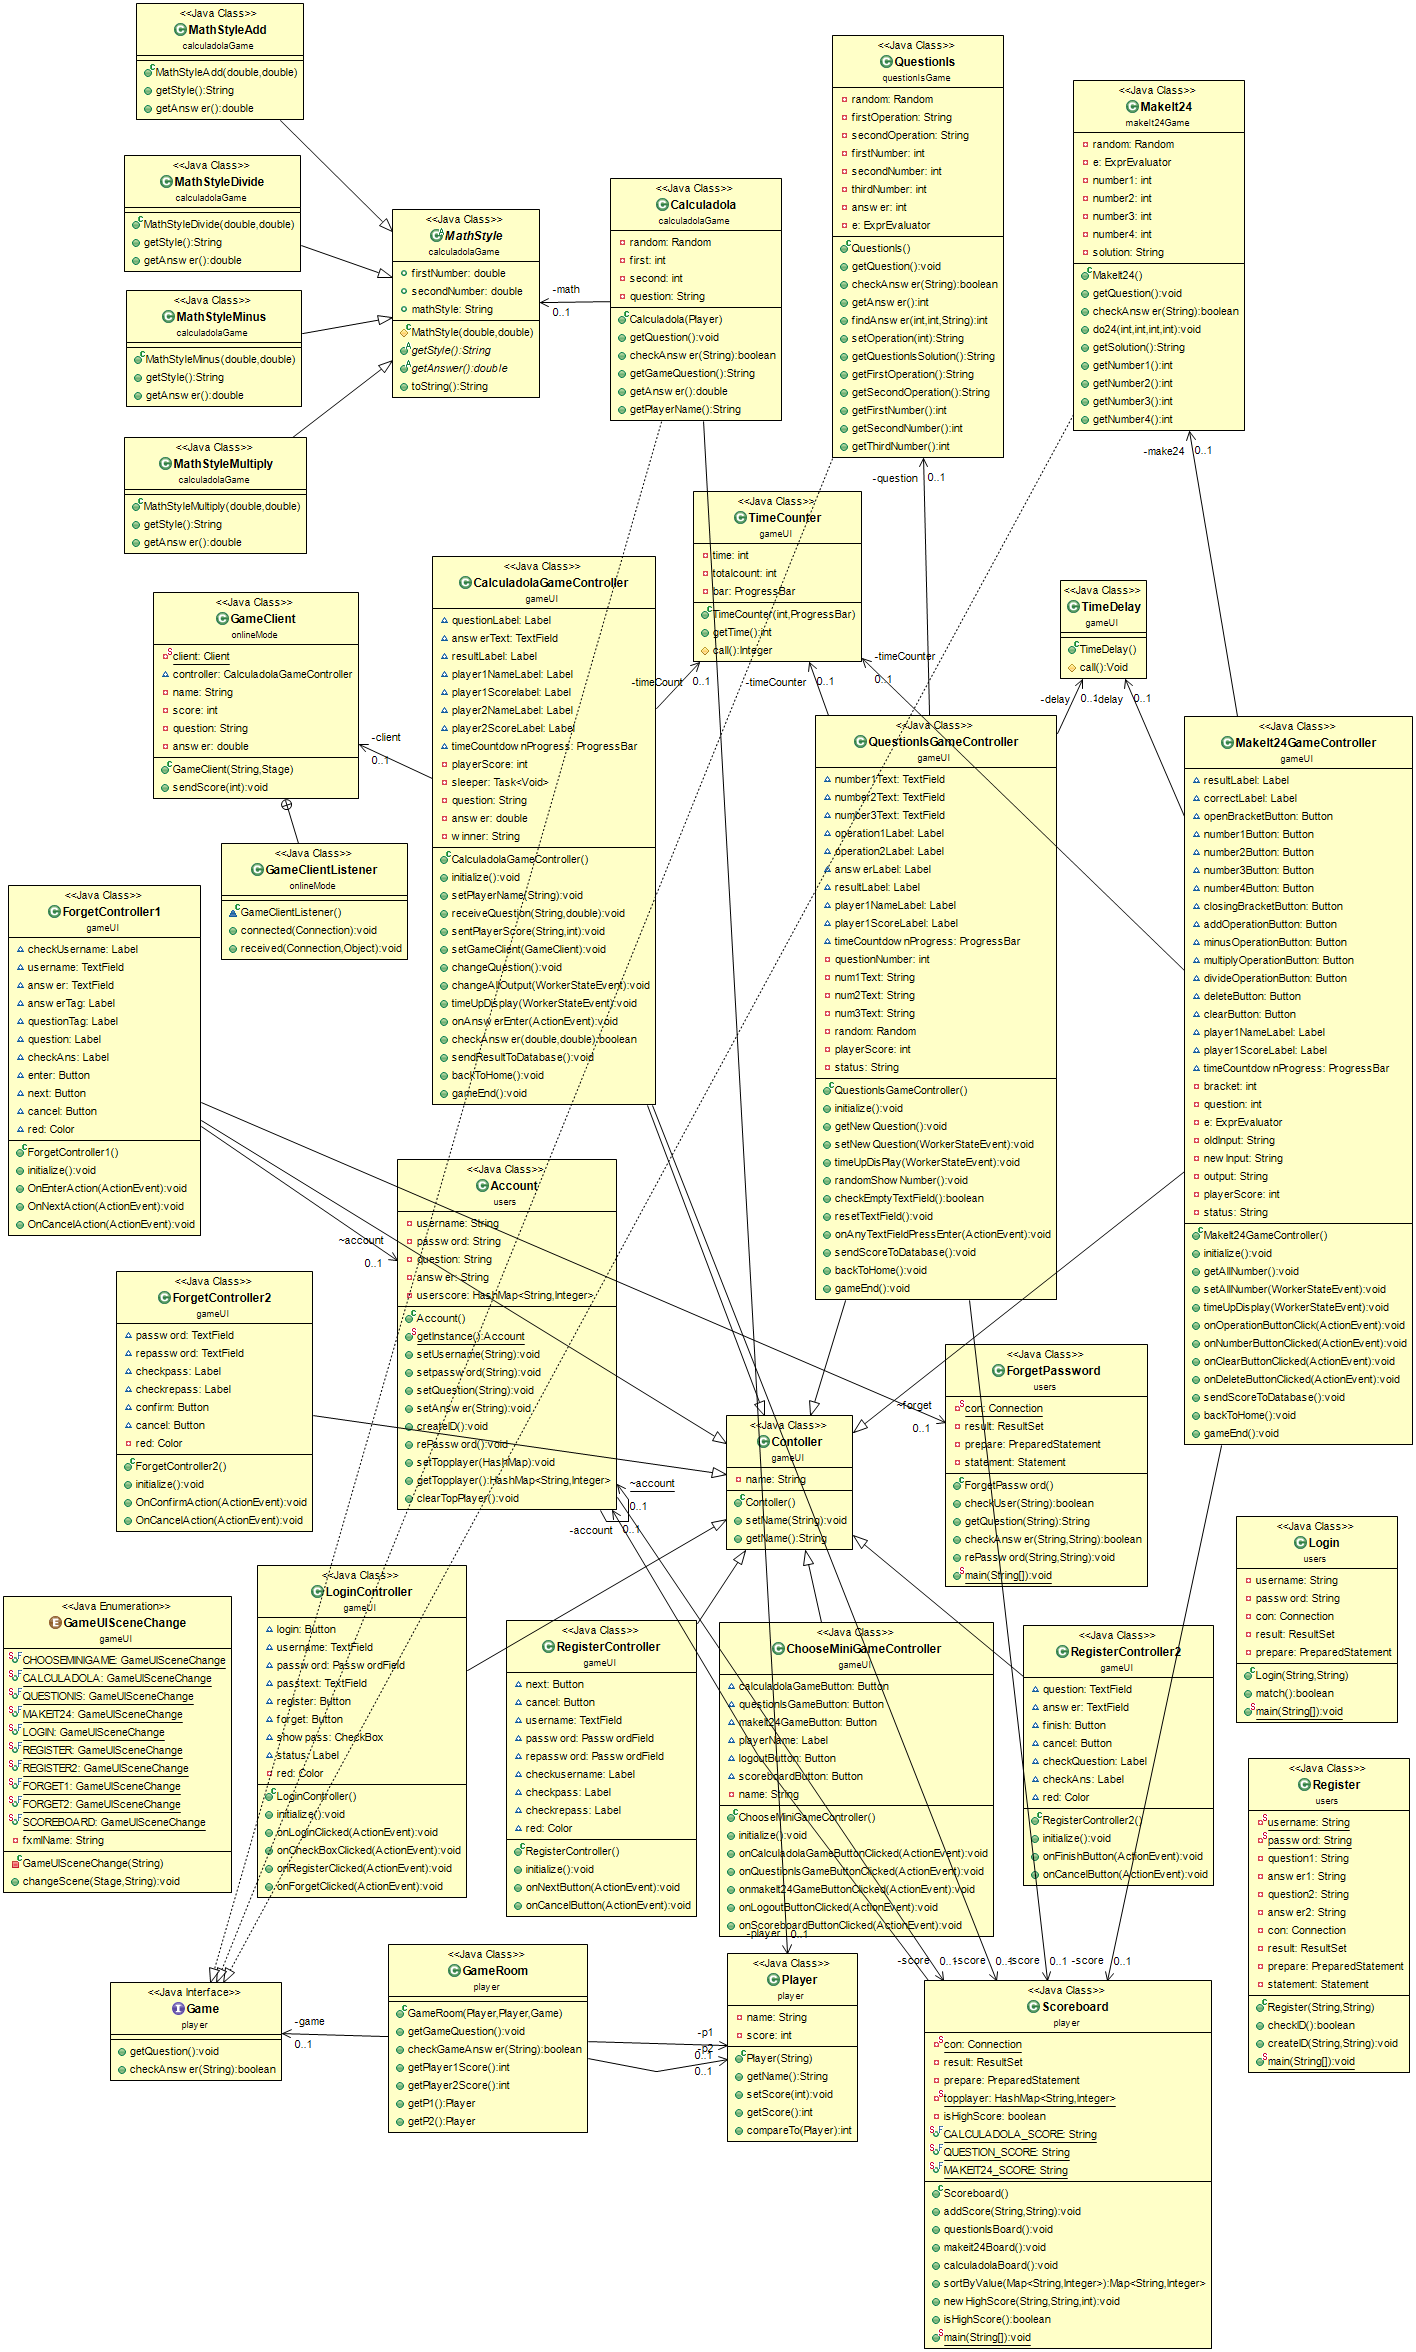 <<Java Class>>
MathStyleAdd
calculadolaGame
MathStyleAdd(double,double)
getStyle():String
getAnswer():double
<<Java Class>>
MathStyleDivide
calculadolaGame
MathStyleDivide(double,double)
getStyle():String
getAnswer():double
<<Java Class>>
MathStyleMinus
calculadolaGame
MathStyleMinus(double,double)
getStyle():String
getAnswer():double
<<Java Class>>
MathStyleMultiply
calculadolaGame
MathStyleMultiply(double,double)
getStyle():String
getAnswer():double
<<Java Class>>
MathStyle
calculadolaGame
firstNumber: double
secondNumber: double
mathStyle: String
MathStyle(double,double)
getStyle():String
getAnswer():double
toString():String
-math
0..1
<<Java Class>>
Calculadola
calculadolaGame
random: Random
first: int
second: int
question: String
Calculadola(Player)
getQuestion():void
checkAnswer(String):boolean
getGameQuestion():String
getAnswer():double
getPlayerName():String
<<Java Class>>
QuestionIs
questionIsGame
random: Random
firstOperation: String
secondOperation: String
firstNumber: int
secondNumber: int
thirdNumber: int
answer: int
e: ExprEvaluator
QuestionIs()
getQuestion():void
checkAnswer(String):boolean
getAnswer():int
findAnswer(int,int,String):int
setOperation(int):String
getQuestionIsSolution():String
getFirstOperation():String
getSecondOperation():String
getFirstNumber():int
getSecondNumber():int
getThirdNumber():int
-question
0..1
<<Java Class>>
MakeIt24
makeIt24Game
random: Random
e: ExprEvaluator
number1: int
number2: int
number3: int
number4: int
solution: String
MakeIt24()
getQuestion():void
checkAnswer(String):boolean
do24(int,int,int,int):void
getSolution():String
getNumber1():int
getNumber2():int
getNumber3():int
getNumber4():int
-make24
0..1
<<Java Class>>
TimeCounter
gameUI
time: int
totalcount: int
bar: ProgressBar
TimeCounter(int,ProgressBar)
getTime():int
call():Integer
-timeCount
0..1
-timeCounter
0..1
-timeCounter
0..1
<<Java Class>>
TimeDelay
gameUI
TimeDelay()
call():Void
-delay
0..1
-delay
0..1
<<Java Class>>
GameClient
onlineMode
client: Client
controller: CalculadolaGameController
name: String
score: int
question: String
answer: double
GameClient(String,Stage)
sendScore(int):void
-client
0..1
<<Java Class>>
GameClientListener
onlineMode
GameClientListener()
connected(Connection):void
received(Connection,Object):void
<<Java Class>>
CalculadolaGameController
gameUI
questionLabel: Label
answerText: TextField
resultLabel: Label
player1NameLabel: Label
player1Scorelabel: Label
player2NameLabel: Label
player2ScoreLabel: Label
timeCountdownProgress: ProgressBar
playerScore: int
sleeper: Task<Void>
question: String
answer: double
winner: String
CalculadolaGameController()
initialize():void
setPlayerName(String):void
receiveQuestion(String,double):void
sentPlayerScore(String,int):void
setGameClient(GameClient):void
changeQuestion():void
changeAllOutput(WorkerStateEvent):void
timeUpDisplay(WorkerStateEvent):void
onAnswerEnter(ActionEvent):void
checkAnswer(double,double):boolean
sendResultToDatabase():void
backToHome():void
gameEnd():void
<<Java Class>>
QuestionIsGameController
gameUI
number1Text: TextField
number2Text: TextField
number3Text: TextField
operation1Label: Label
operation2Label: Label
answerLabel: Label
resultLabel: Label
player1NameLabel: Label
player1ScoreLabel: Label
timeCountdownProgress: ProgressBar
questionNumber: int
num1Text: String
num2Text: String
num3Text: String
random: Random
playerScore: int
status: String
QuestionIsGameController()
initialize():void
getNewQuestion():void
setNewQuestion(WorkerStateEvent):void
timeUpDisPlay(WorkerStateEvent):void
randomShowNumber():void
checkEmptyTextField():boolean
resetTextField():void
onAnyTextFieldPressEnter(ActionEvent):void
sendScoreToDatabase():void
backToHome():void
gameEnd():void
<<Java Class>>
MakeIt24GameController
gameUI
resultLabel: Label
correctLabel: Label
openBracketButton: Button
number1Button: Button
number2Button: Button
number3Button: Button
number4Button: Button
closingBracketButton: Button
addOperationButton: Button
minusOperationButton: Button
multiplyOperationButton: Button
divideOperationButton: Button
deleteButton: Button
clearButton: Button
player1NameLabel: Label
player1ScoreLabel: Label
timeCountdownProgress: ProgressBar
bracket: int
question: int
e: ExprEvaluator
oldInput: String
newInput: String
output: String
playerScore: int
status: String
MakeIt24GameController()
initialize():void
getAllNumber():void
setAllNumber(WorkerStateEvent):void
timeUpDisplay(WorkerStateEvent):void
onOperationButtonClick(ActionEvent):void
onNumberButtonClicked(ActionEvent):void
onClearButtonClicked(ActionEvent):void
onDeleteButtonClicked(ActionEvent):void
sendScoreToDatabase():void
backToHome():void
gameEnd():void
<<Java Class>>
ForgetController1
gameUI
checkUsername: Label
username: TextField
answer: TextField
answerTag: Label
questionTag: Label
question: Label
checkAns: Label
enter: Button
next: Button
cancel: Button
red: Color
ForgetController1()
initialize():void
OnEnterAction(ActionEvent):void
OnNextAction(ActionEvent):void
OnCancelAction(ActionEvent):void
~account
0..1
<<Java Class>>
Account
users
username: String
password: String
question: String
answer: String
userscore: HashMap<String,Integer>
Account()
getInstance():Account
setUsername(String):void
setpassword(String):void
setQuestion(String):void
setAnswer(String):void
createID():void
rePassword():void
setTopplayer(HashMap):void
getTopplayer():HashMap<String,Integer>
clearTopPlayer():void
~account
0..1
-account
0..1
<<Java Class>>
ForgetController2
gameUI
password: TextField
repassword: TextField
checkpass: Label
checkrepass: Label
confirm: Button
cancel: Button
red: Color
ForgetController2()
initialize():void
OnConfirmAction(ActionEvent):void
OnCancelAction(ActionEvent):void
<<Java Class>>
Contoller
gameUI
name: String
Contoller()
setName(String):void
getName():String
~forget
0..1
<<Java Class>>
ForgetPassword
users
con: Connection
result: ResultSet
prepare: PreparedStatement
statement: Statement
ForgetPassword()
checkUser(String):boolean
getQuestion(String):String
checkAnswer(String,String):boolean
rePassword(String,String):void
main(String[]):void
<<Java Class>>
Login
users
username: String
password: String
con: Connection
result: ResultSet
prepare: PreparedStatement
Login(String,String)
match():boolean
main(String[]):void
<<Java Enumeration>>
GameUISceneChange
gameUI
CHOOSEMINIGAME: GameUISceneChange
CALCULADOLA: GameUISceneChange
QUESTIONIS: GameUISceneChange
MAKEIT24: GameUISceneChange
LOGIN: GameUISceneChange
REGISTER: GameUISceneChange
REGISTER2: GameUISceneChange
FORGET1: GameUISceneChange
FORGET2: GameUISceneChange
SCOREBOARD: GameUISceneChange
fxmlName: String
GameUISceneChange(String)
changeScene(Stage,String):void
<<Java Class>>
LoginController
gameUI
login: Button
username: TextField
password: PasswordField
passtext: TextField
register: Button
forget: Button
showpass: CheckBox
status: Label
red: Color
LoginController()
initialize():void
onLoginClicked(ActionEvent):void
onCheckBoxClicked(ActionEvent):void
onRegisterClicked(ActionEvent):void
onForgetClicked(ActionEvent):void
<<Java Class>>
RegisterController
gameUI
next: Button
cancel: Button
username: TextField
password: PasswordField
repassword: PasswordField
checkusername: Label
checkpass: Label
checkrepass: Label
red: Color
RegisterController()
initialize():void
onNextButton(ActionEvent):void
onCancelButton(ActionEvent):void
<<Java Class>>
ChooseMiniGameController
gameUI
calculadolaGameButton: Button
questionIsGameButton: Button
makeIt24GameButton: Button
playerName: Label
logoutButton: Button
scoreboardButton: Button
name: String
ChooseMiniGameController()
initialize():void
onCalculadolaGameButtonClicked(ActionEvent):void
onQuestionIsGameButtonClicked(ActionEvent):void
onmakeIt24GameButtonClicked(ActionEvent):void
onLogoutButtonClicked(ActionEvent):void
onScoreboardButtonClicked(ActionEvent):void
<<Java Class>>
RegisterController2
gameUI
question: TextField
answer: TextField
finish: Button
cancel: Button
checkQuestion: Label
checkAns: Label
red: Color
RegisterController2()
initialize():void
onFinishButton(ActionEvent):void
onCancelButton(ActionEvent):void
<<Java Class>>
Register
users
username: String
password: String
question1: String
answer1: String
question2: String
answer2: String
con: Connection
result: ResultSet
prepare: PreparedStatement
statement: Statement
Register(String,String)
checkID():boolean
createID(String,String):void
main(String[]):void
<<Java Interface>>
Game
player
getQuestion():void
checkAnswer(String):boolean
-game
0..1
<<Java Class>>
GameRoom
player
GameRoom(Player,Player,Game)
getGameQuestion():void
checkGameAnswer(String):boolean
getPlayer1Score():int
getPlayer2Score():int
getP1():Player
getP2():Player
-p1
0..1
-p2
0..1
-player
0..1
<<Java Class>>
Player
player
name: String
score: int
Player(String)
getName():String
setScore(int):void
getScore():int
compareTo(Player):int
-score
0..1
-score
0..1
-score
0..1
-score
0..1
<<Java Class>>
Scoreboard
player
con: Connection
result: ResultSet
prepare: PreparedStatement
topplayer: HashMap<String,Integer>
isHighScore: boolean
CALCULADOLA_SCORE: String
QUESTION_SCORE: String
MAKEIT24_SCORE: String
Scoreboard()
addScore(String,String):void
questionIsBoard():void
makeit24Board():void
calculadolaBoard():void
sortByValue(Map<String,Integer>):Map<String,Integer>
newHighScore(String,String,int):void
isHighScore():boolean
main(String[]):void